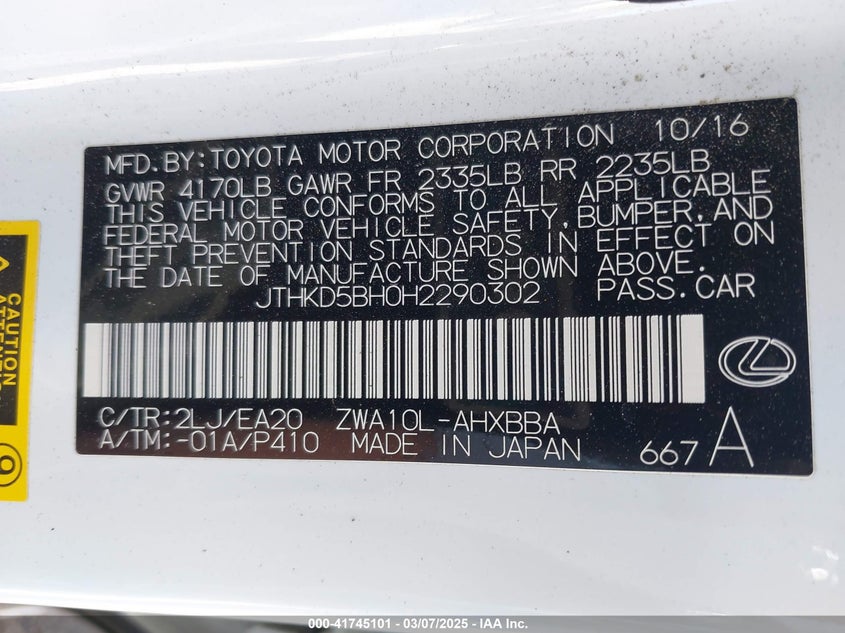 MFD.BY:TOYOTA MOTOR CORPORATION 10/16
GVWR 4170LB GAWR FR 2335LB RR 2235LB
THIS VEHICLE CONFORMS TO ALL APPLICABLE
FEDERAL MOTOR VEHICLE SAFETY,BUMPER,AND
THEFT PREVENTION STANDARDS IN EFFECT ON
THE DATE OF MANUFACTURE SHOWN ABOVE.
JTHKD5BH0H2290302 PASS.CAR
C/TR:2LJ/EA20 ZWA10L-AHXBBA
A/TM:-01A/P410 MADE IN JAPAN 667 A
CAUTION
000-41745101 - 03/07/2025 - IAA Inc.